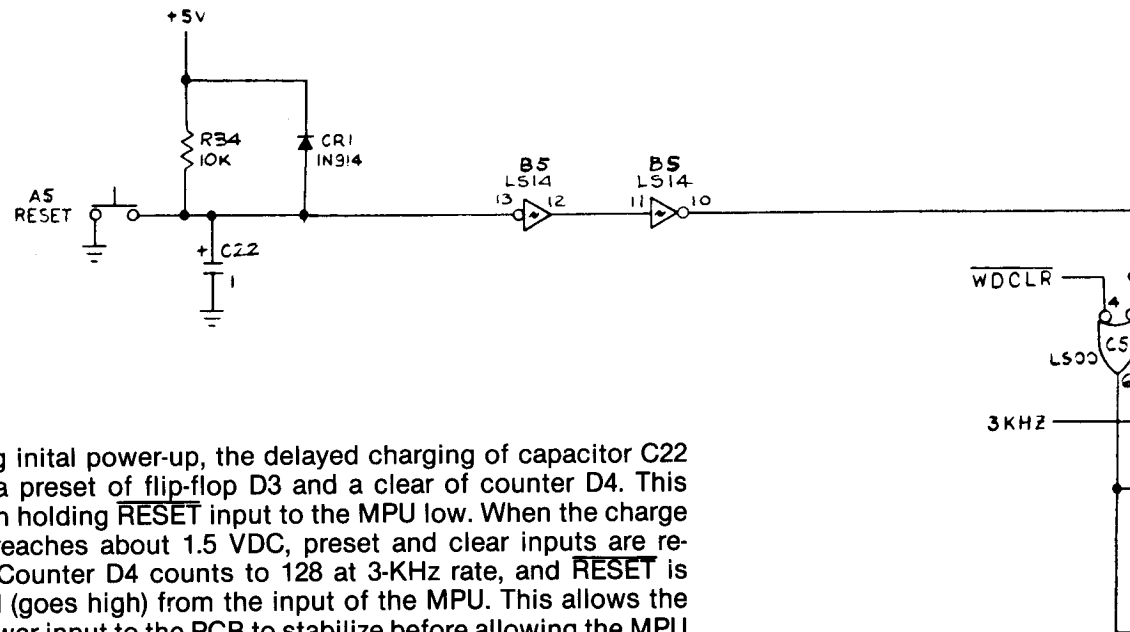 +5V
R34
10K
CR1
1N914
A5
RESET
+ C22
1
B5
LS14
13 12
B5
LS14
11 10
WDCLR
4
LS00
C5
3KHZ
inital power-up, the delayed charging of capacitor C22
a preset of flip-flop D3 and a clear of counter D4. This
holding RESET input to the MPU low. When the charge
reaches about 1.5 VDC, preset and clear inputs are re-
Counter D4 counts to 128 at 3-KHz rate, and RESET is
(goes high) from the input of the MPU. This allows the
input to the PCB to stabilize before allowing the MPU